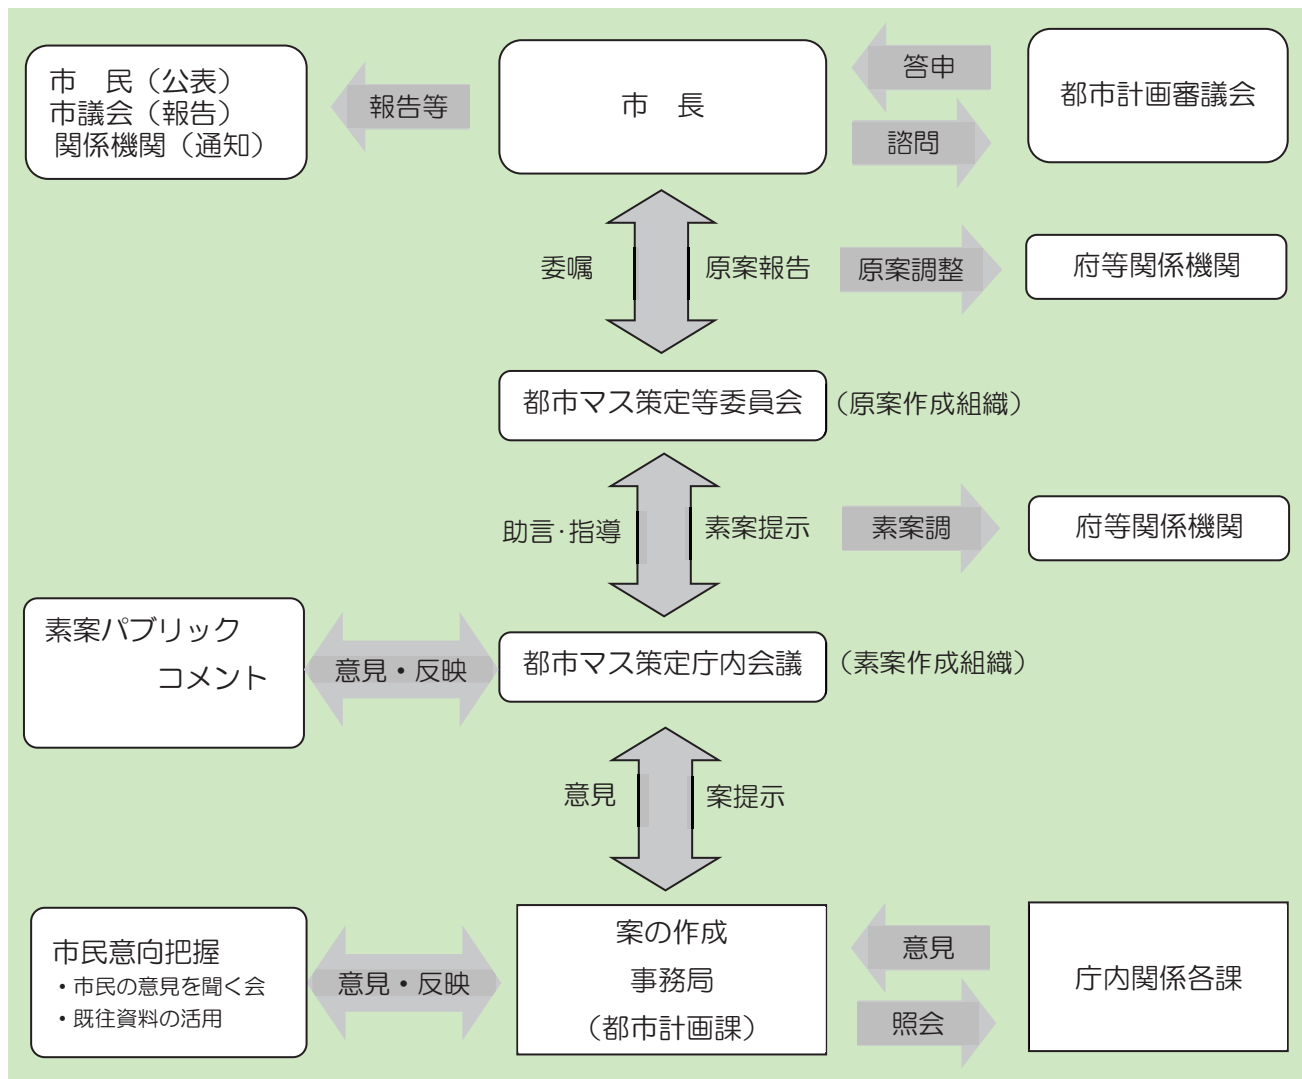 市　民（公表）
市議会（報告）
関係機関（通知）
報告等
市　長
答申
諮問
都市計画審議会
委嘱
原案報告
原案調整
府等関係機関
都市マス策定等委員会
（原案作成組織）
助言・指導
素案提示
素案調
府等関係機関
素案パブリック
コメント
意見・反映
都市マス策定庁内会議
（素案作成組織）
意見
案提示
市民意向把握
・市民の意見を聞く会
・既往資料の活用
意見・反映
案の作成
事務局
（都市計画課）
意見
照会
庁内関係各課